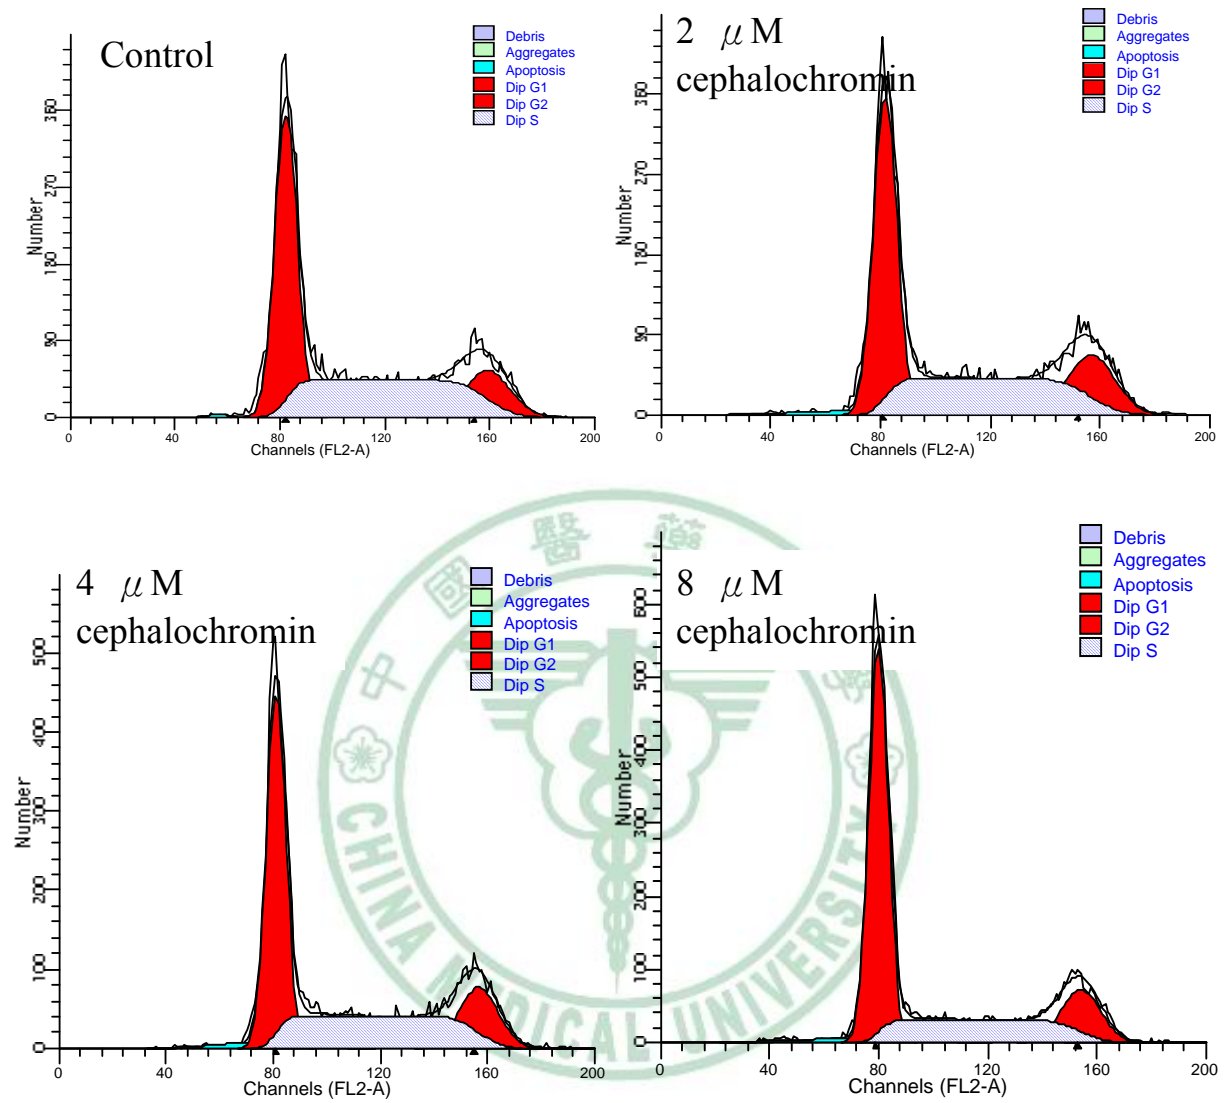 Control
Debris
Aggregates
Apoptosis
Dip G1
Dip G2
Dip S
Number
0
90
180
270
360
0
40
80
120
160
200
Channels (FL2-A)
2 μM
cephalochromin
Debris
Aggregates
Apoptosis
Dip G1
Dip G2
Dip S
Number
0
90
180
270
360
0
40
80
120
160
200
Channels (FL2-A)
4 μM
cephalochromin
Debris
Aggregates
Apoptosis
Dip G1
Dip G2
Dip S
Number
0
100
200
300
400
500
0
40
80
120
160
200
Channels (FL2-A)
8 μM
cephalochromin
Debris
Aggregates
Apoptosis
Dip G1
Dip G2
Dip S
Number
0
100
200
300
400
500
600
0
40
80
120
160
200
Channels (FL2-A)
中國醫藥
CHINA MEDICAL UNIVERSITY